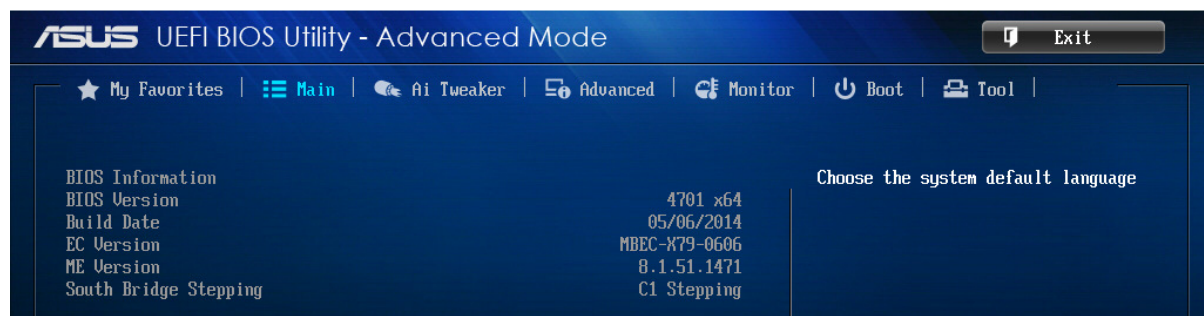 ASUS UEFI BIOS Utility - Advanced Mode Exit
My Favorites | Main | Ai Tweaker | Advanced | Monitor | Boot | Tool |
BIOS Information Choose the system default language
BIOS Version 4701 x64
Build Date 05/06/2014
EC Version MBEC-X79-0606
ME Version 8.1.51.1471
South Bridge Stepping C1 Stepping